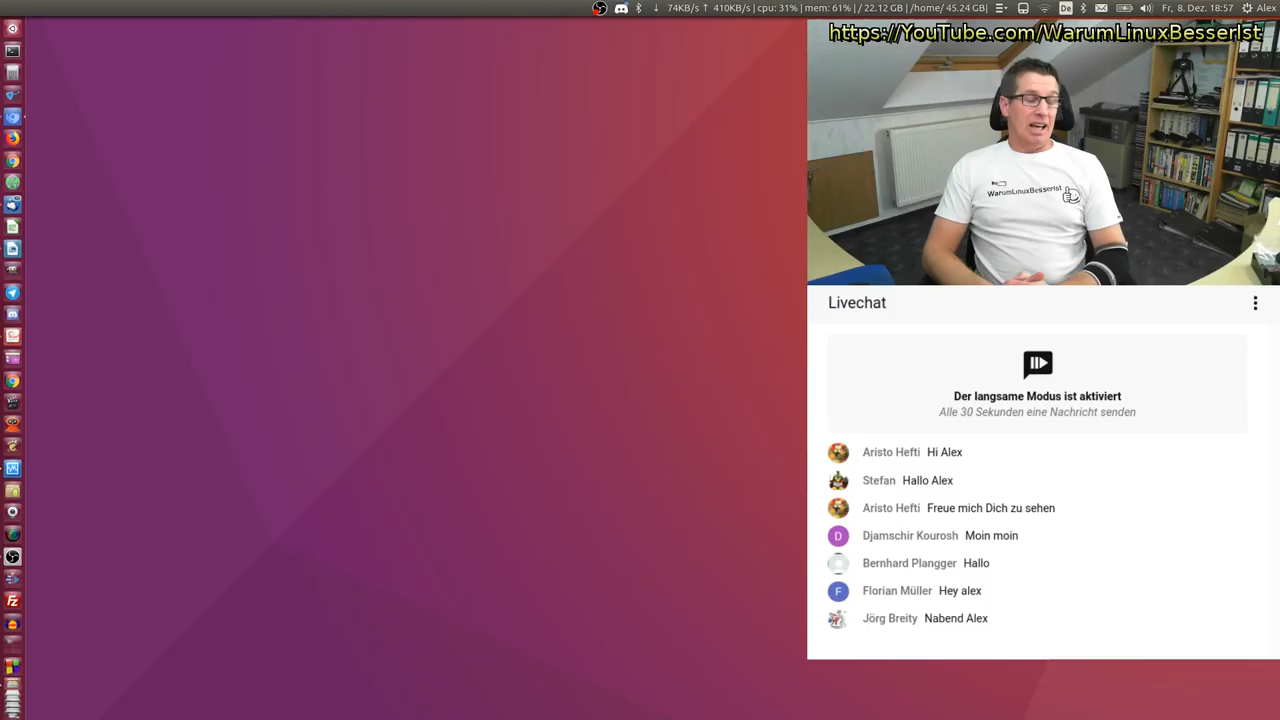 74KB/s ↑ 410KB/s | cpu: 31% | mem: 61% | / 22.12 GB | /home/ 45.24 GB | De Fr, 8. Dez. 18:57 Alex
https://YouTube.com/WarumLinuxBesserIst
WarumLinuxBesserIst
Livechat
Der langsame Modus ist aktiviert
Alle 30 Sekunden eine Nachricht senden
Aristo Hefti Hi Alex
Stefan Hallo Alex
Aristo Hefti Freue mich Dich zu sehen
Djamschir Kourosh Moin moin
D
Bernhard Plangger Hallo
Florian Müller Hey alex
F
Jörg Breity Nabend Alex
Fz